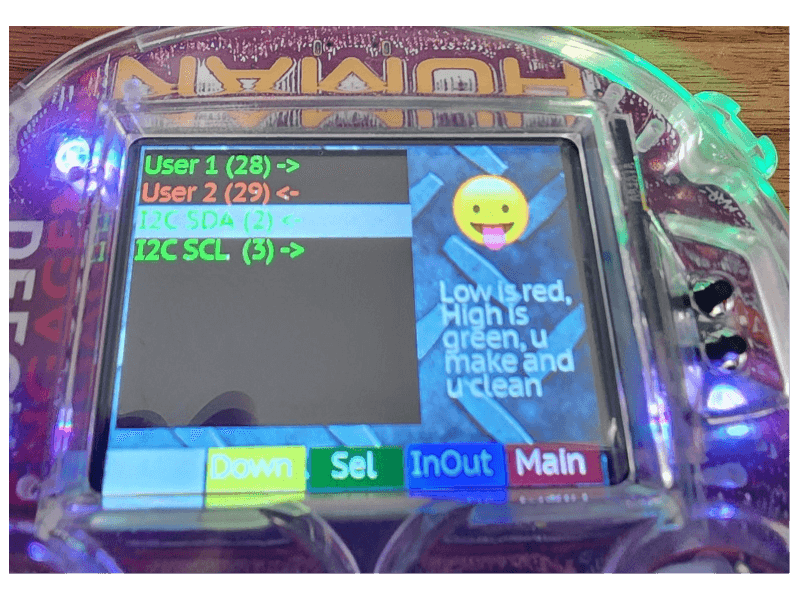 HUMAN
User 1 (28) ->
User 2 (29) <-
I2C SDA (2) <-
I2C SCL (3) ->
Low is red,
High is
green, u
make and
u clean
Down
Sel
InOut
Main